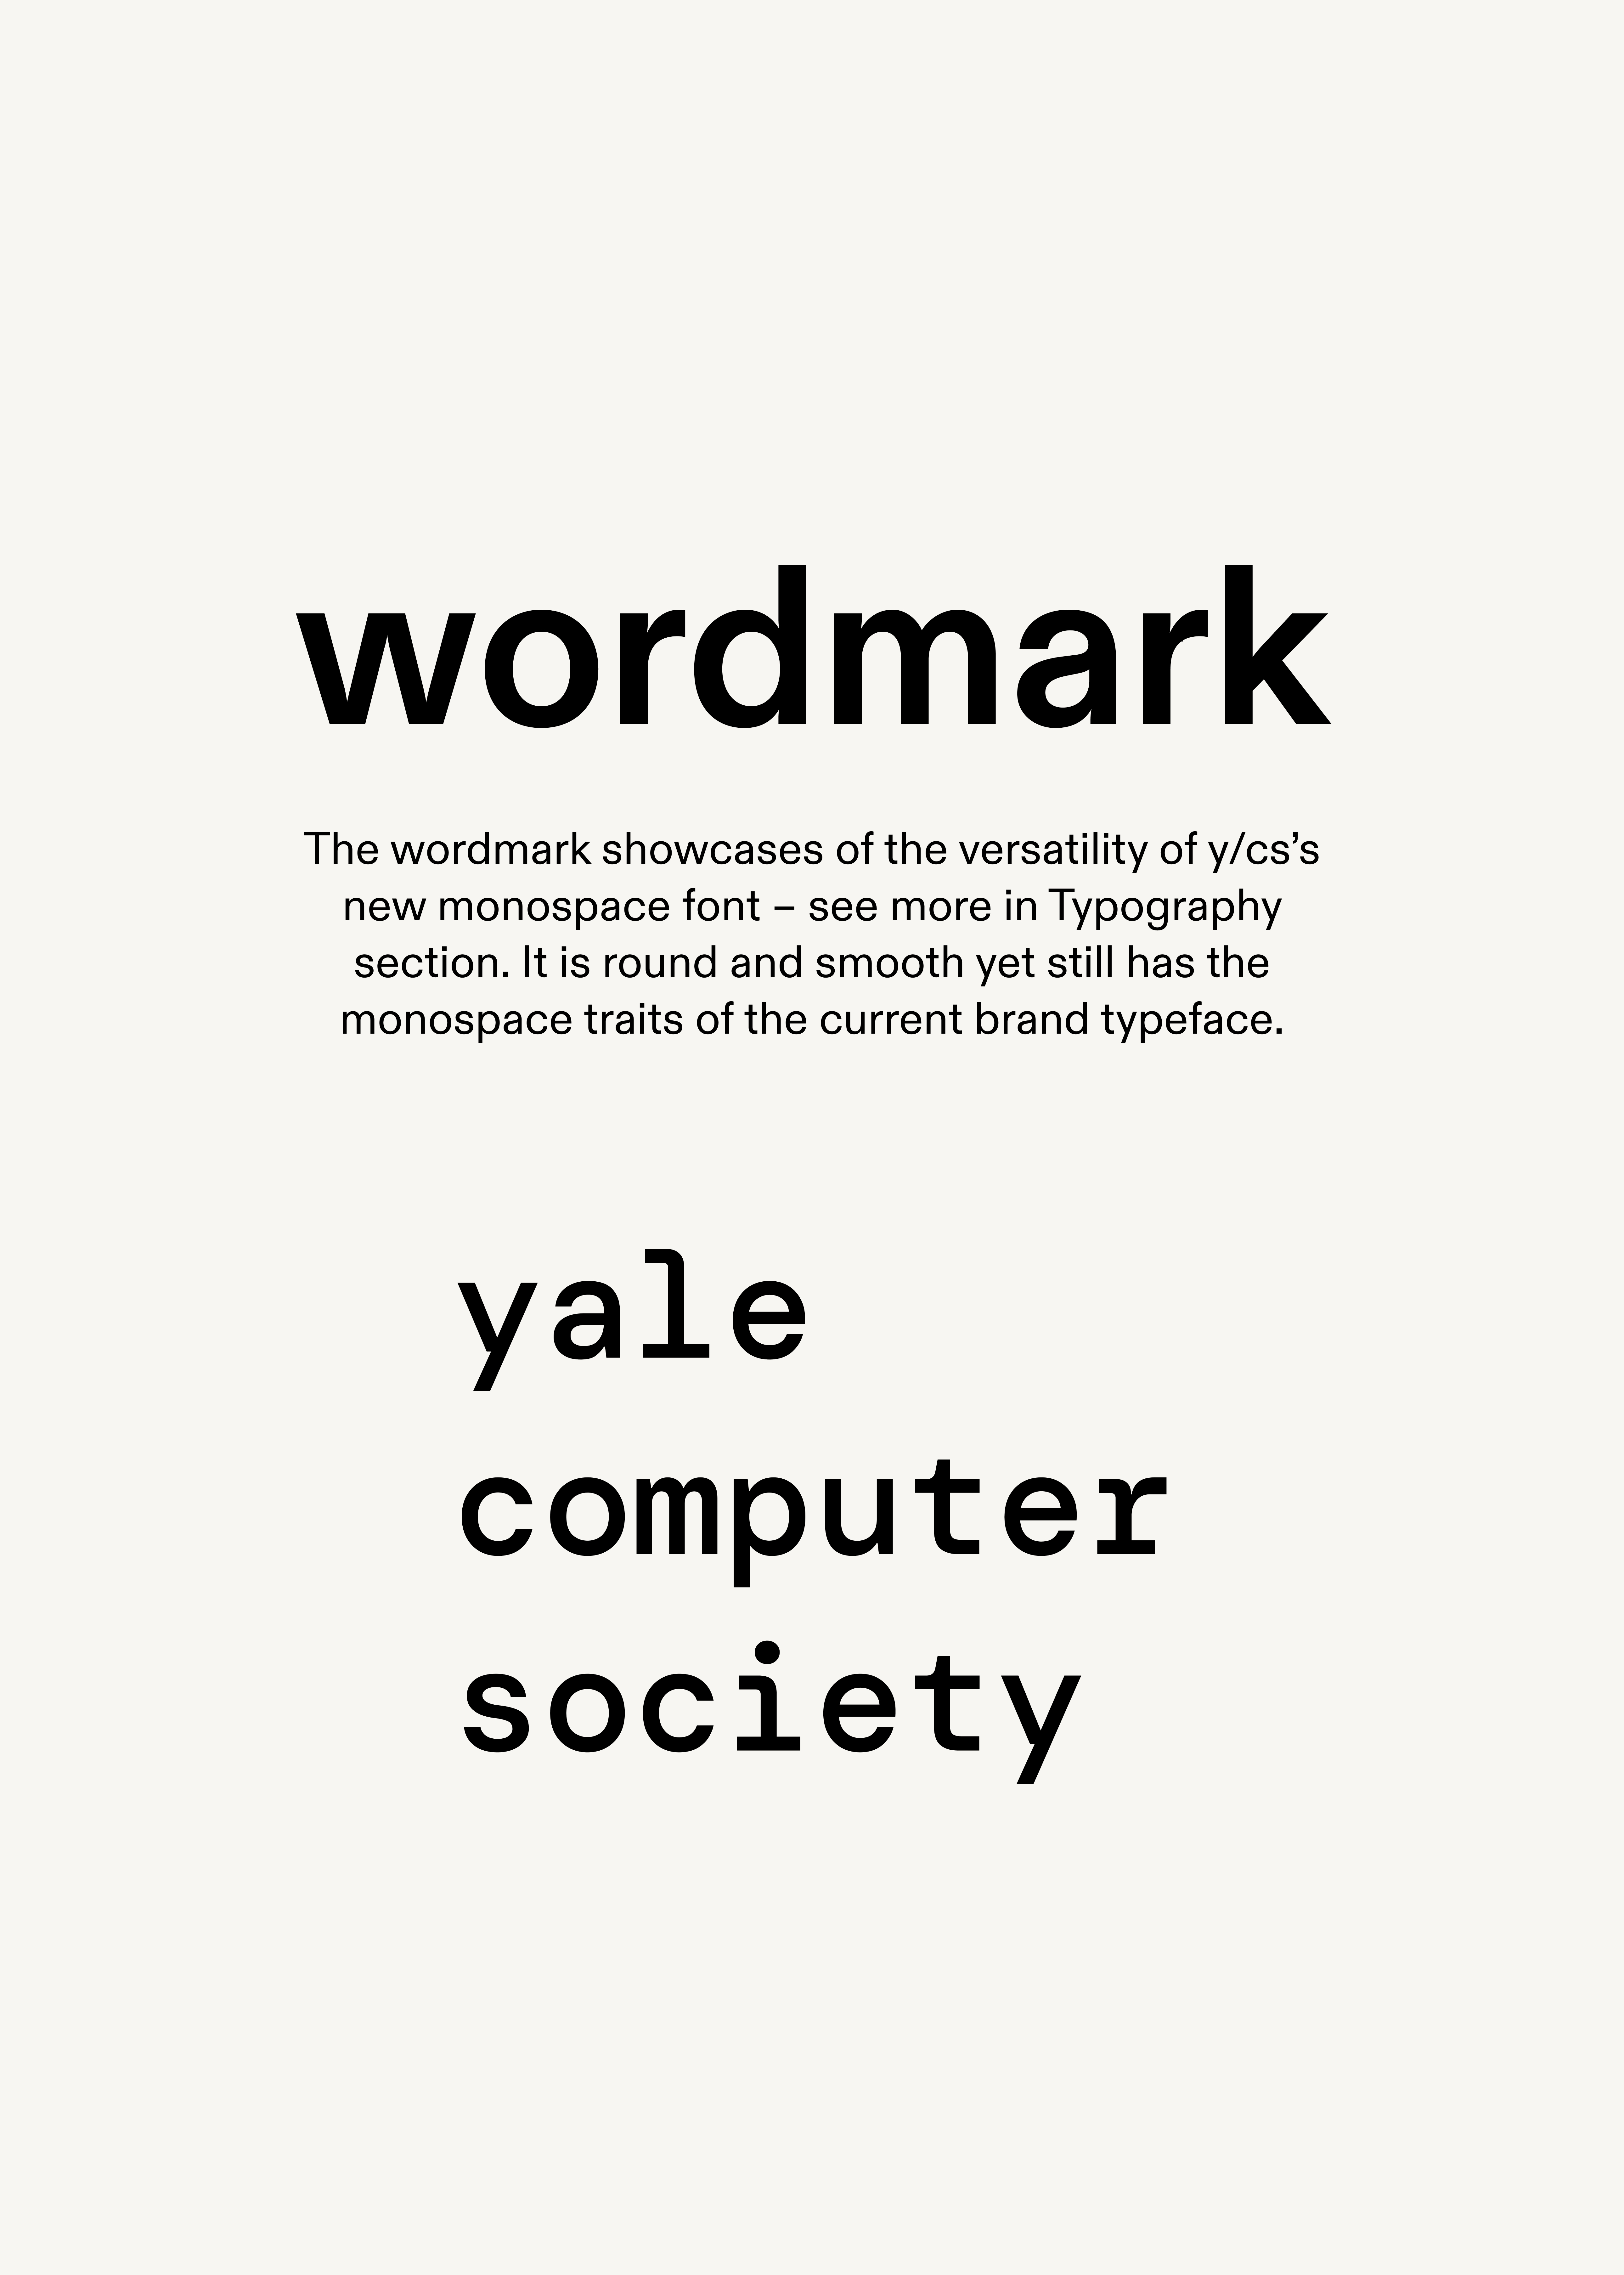 wordmark
The wordmark showcases of the versatility of y/cs’s
new monospace font – see more in Typography
section. It is round and smooth yet still has the
monospace traits of the current brand typeface.
yale
computer
society